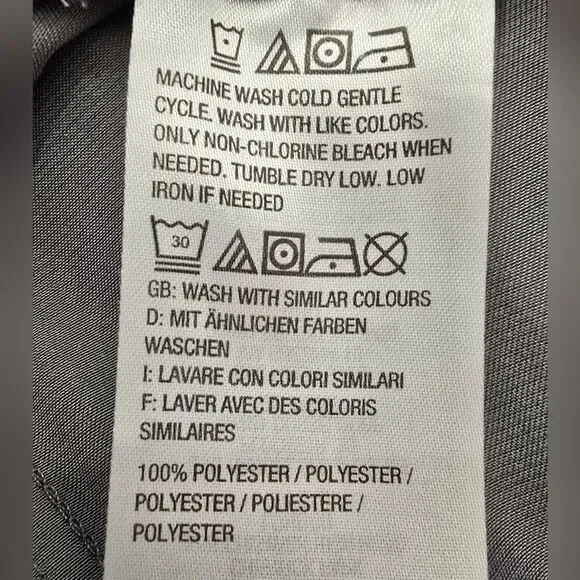 MACHINE WASH COLD GENTLE
CYCLE. WASH WITH LIKE COLORS.
ONLY NON-CHLORINE BLEACH WHEN
NEEDED. TUMBLE DRY LOW. LOW
IRON IF NEEDED
30
GB: WASH WITH SIMILAR COLOURS
D: MIT ÄHNLICHEN FARBEN
WASCHEN
I: LAVARE CON COLORI SIMILARI
F: LAVER AVEC DES COLORIS
SIMILAIRES
100% POLYESTER / POLYESTER /
POLYESTER / POLIESTERE /
POLYESTER